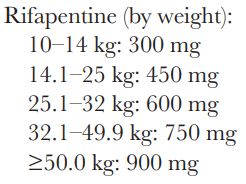 Rifapentine (by weight):
10–14 kg: 300 mg
14.1–25 kg: 450 mg
25.1–32 kg: 600 mg
32.1–49.9 kg: 750 mg
≥50.0 kg: 900 mg